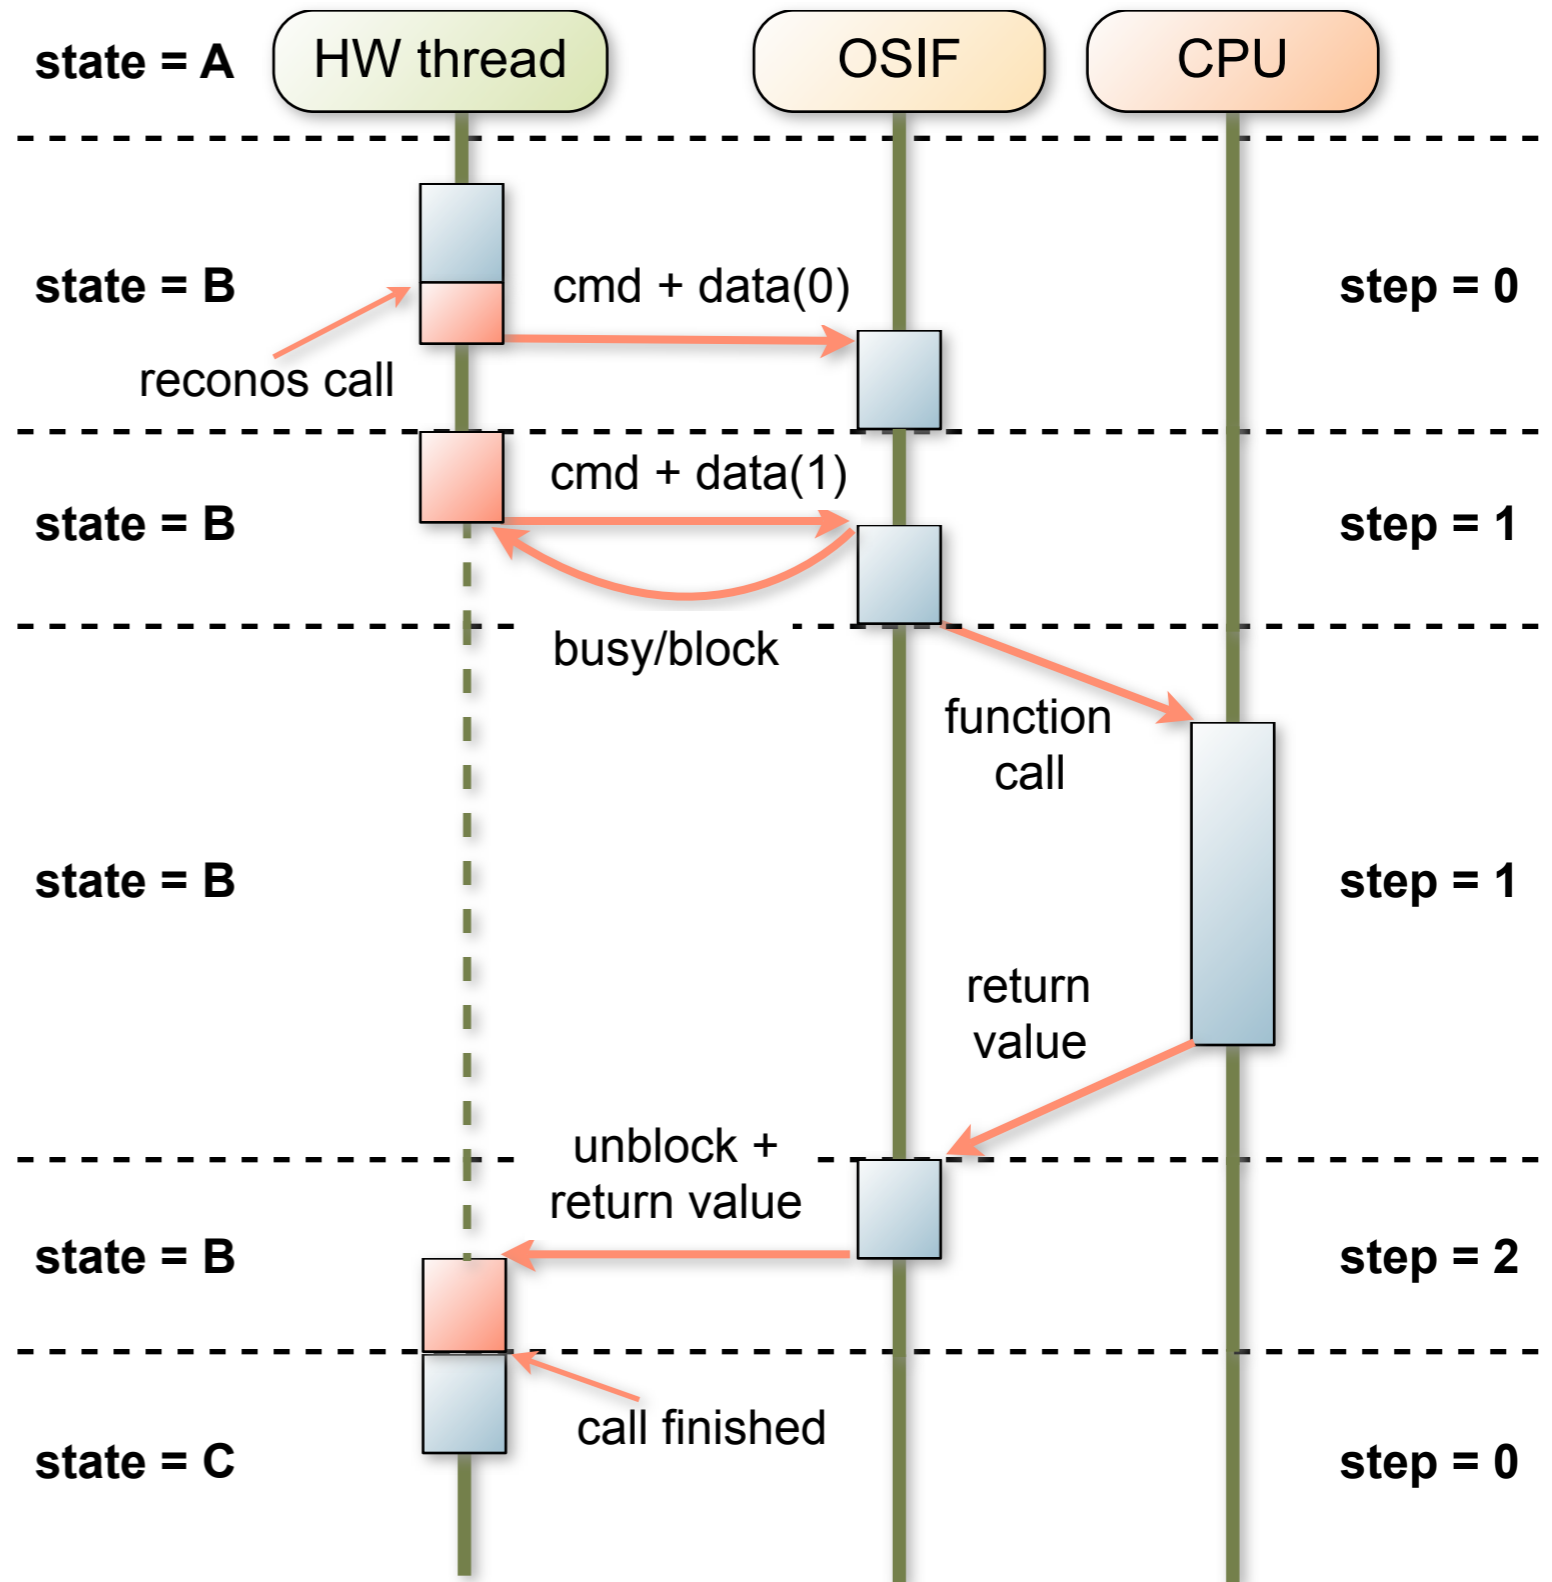 state = A
HW thread
OSIF
CPU
state = B
cmd + data(0)
step = 0
reconos call
cmd + data(1)
state = B
step = 1
busy/block
function
call
state = B
step = 1
return
value
unblock +
return value
state = B
step = 2
call finished
state = C
step = 0